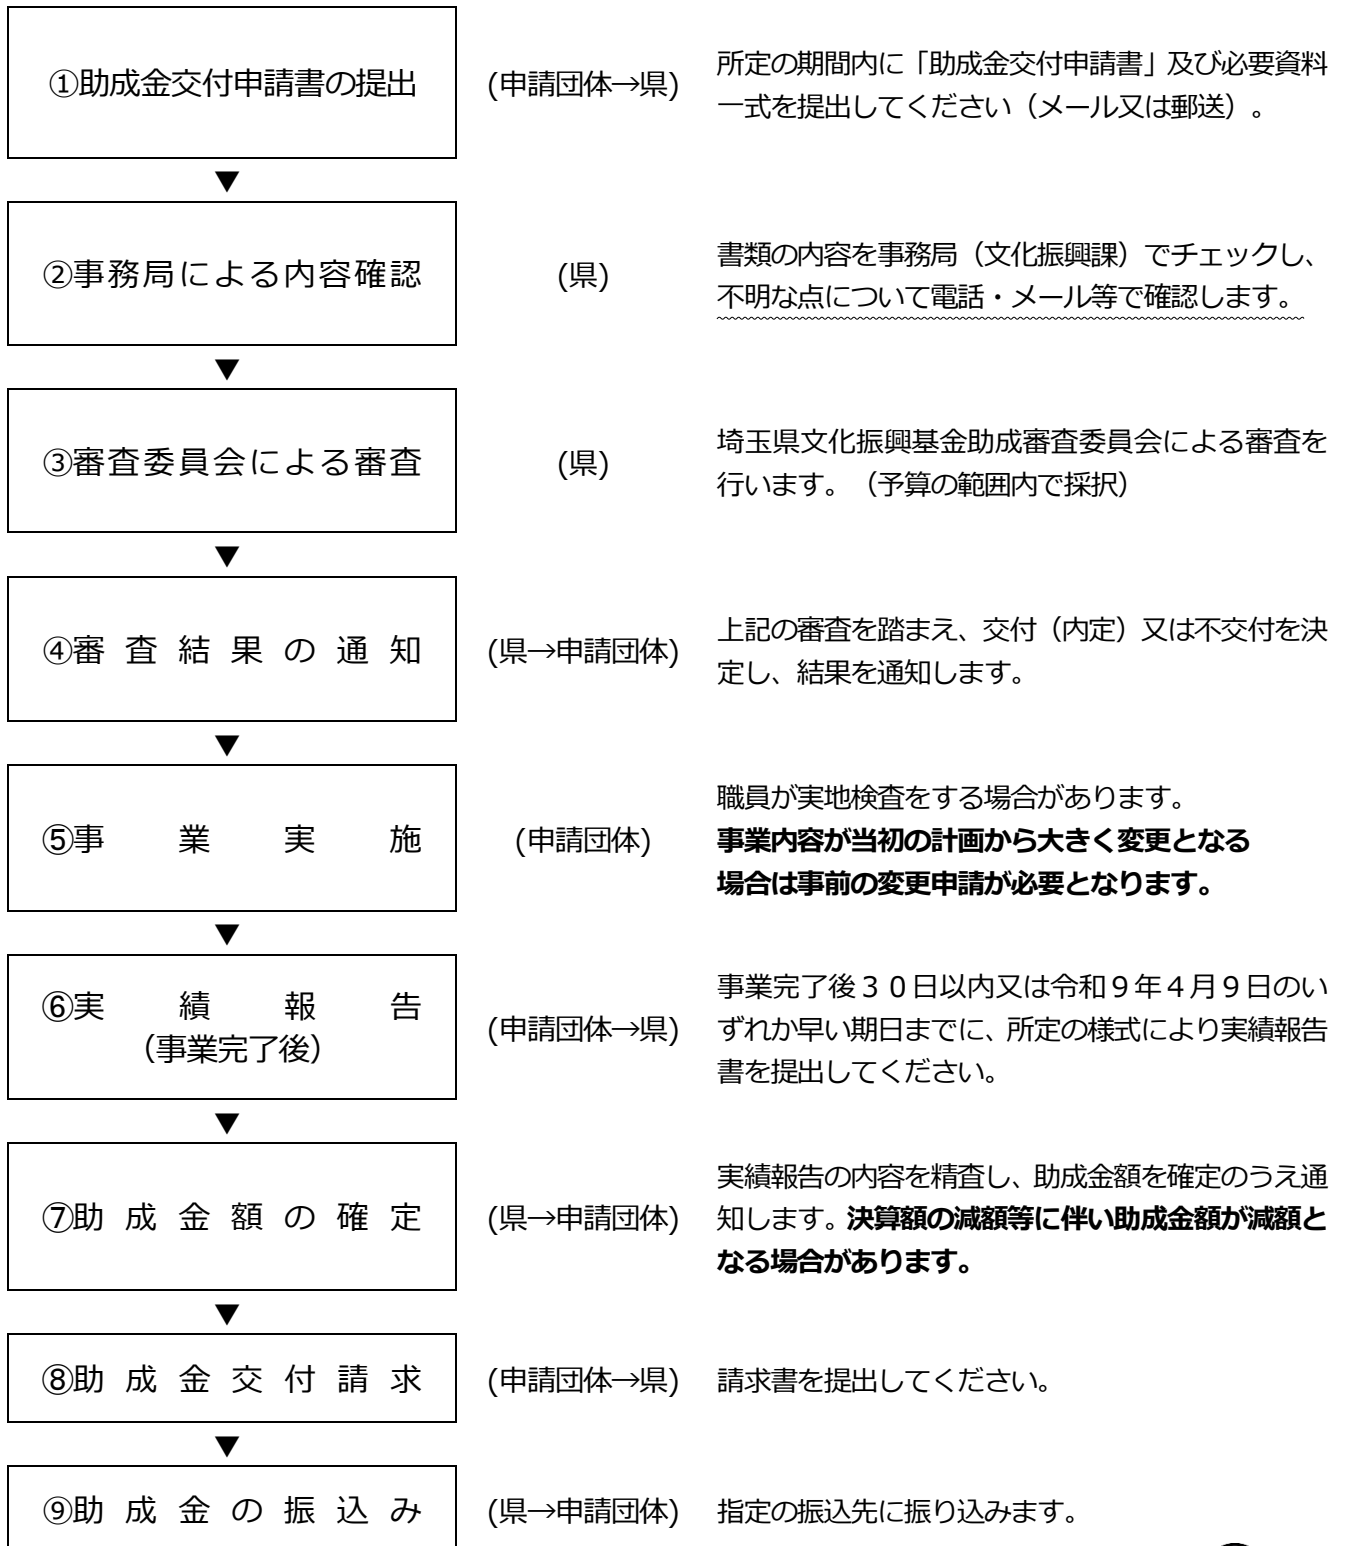 ①助成金交付申請書の提出
(申請団体→県)
所定の期間内に「助成金交付申請書」及び必要資料
一式を提出してください（メール又は郵送）。
▼
②事務局による内容確認
(県)
書類の内容を事務局（文化振興課）でチェックし、
不明な点について電話・メール等で確認します。
▼
③審査委員会による審査
(県)
埼玉県文化振興基金助成審査委員会による審査を
行います。（予算の範囲内で採択）
▼
④審査結果の通知
(県→申請団体)
上記の審査を踏まえ、交付（内定）又は不交付を決
定し、結果を通知します。
▼
⑤事業実施
(申請団体)
職員が実地検査をする場合があります。
事業内容が当初の計画から大きく変更となる
場合は事前の変更申請が必要となります。
▼
⑥実績報告
（事業完了後）
(申請団体→県)
事業完了後３０日以内又は令和９年４月９日のい
ずれか早い期日までに、所定の様式により実績報告
書を提出してください。
▼
⑦助成金額の確定
(県→申請団体)
実績報告の内容を精査し、助成金額を確定のうえ通
知します。決算額の減額等に伴い助成金額が減額と
なる場合があります。
▼
⑧助成金交付請求
(申請団体→県)
請求書を提出してください。
▼
⑨助成金の振込み
(県→申請団体)
指定の振込先に振り込みます。